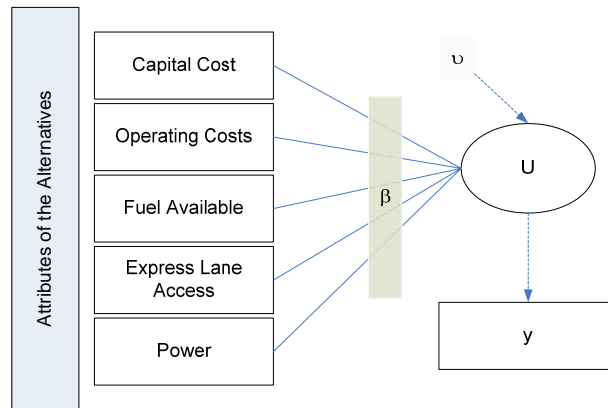 Attributes of the Alternatives
Capital Cost
Operating Costs
Fuel Available
Express Lane
Access
Power
β
υ
U
y